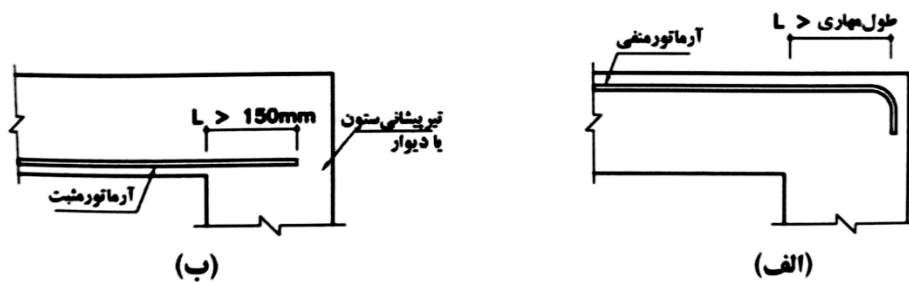 طول‌مهاری < L
آرماتورمنفی
(الف)
L > 150mm
تیرپیشانی‌ستون
یا دیوار
آرماتورمثبت
(ب)